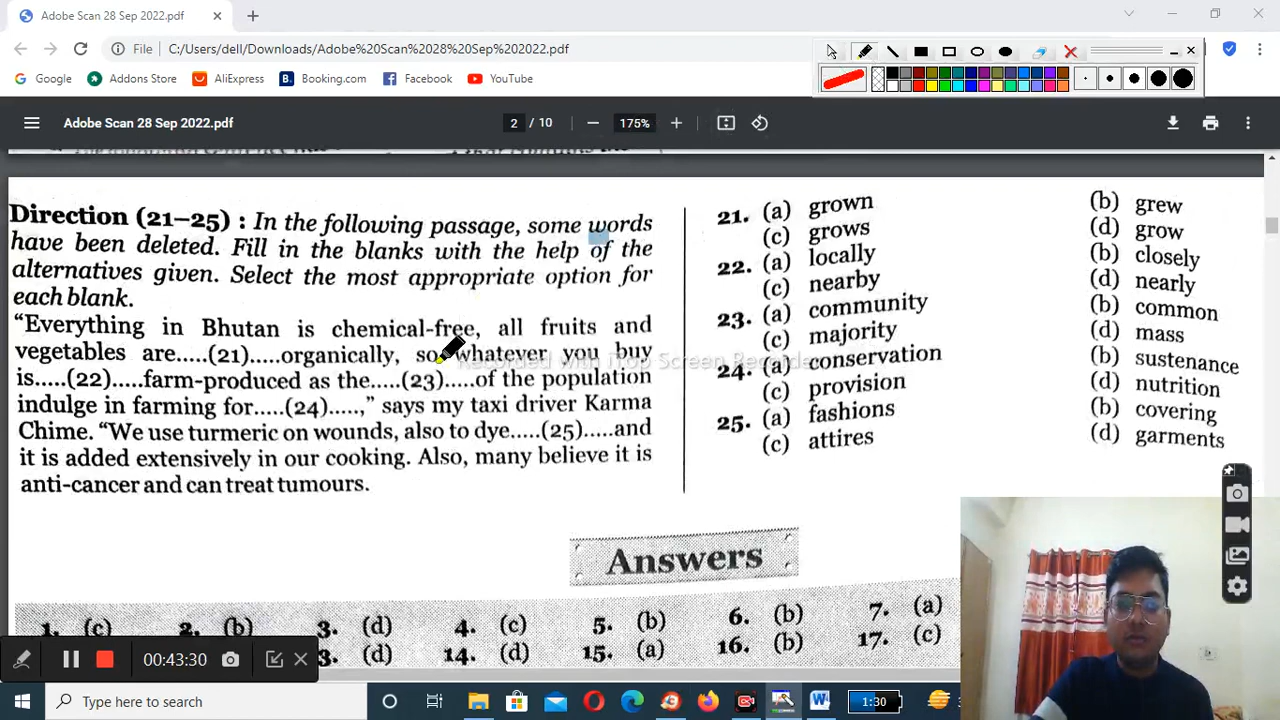 Adobe Scan 28 Sep 2022.pdf
File
C:/Users/dell/Downloads/Adobe%20Scan%2028%20Sep%202022.pdf
Google
Addons Store
AliExpress
B.
Booking.com
Facebook
YouTube
Adobe Scan 28 Sep 2022.pdf
2 / 10
175%
Direction (21–25) : In the following passage, some words
have been deleted. Fill in the blanks with the help of the
alternatives given. Select the most appropriate option for
each blank.
“Everything in Bhutan is chemical-free, all fruits and
vegetables are.....(21).....organically, so whatever you buy
is.....(22).....farm-produced as the.....(23).....of the population
indulge in farming for.....(24).....,” says my taxi driver Karma
Chime. “We use turmeric on wounds, also to dye.....(25).....and
it is added extensively in our cooking. Also, many believe it is
anti-cancer and can treat tumours.
21. (a) grown (b) grew
(c) grows (d) grow
22. (a) locally (b) closely
(c) nearby (d) nearly
23. (a) community (b) common
(c) majority (d) mass
24. (a) conservation (b) sustenance
(c) provision (d) nutrition
25. (a) fashions (b) covering
(c) attires (d) garments
Recorded with iTop Screen Recorder
Answers
1. (c) 2. (b) 3. (d) 4. (c) 5. (b) 6. (b) 7. (a)
3. (d) 14. (d) 15. (a) 16. (b) 17. (c)
00:43:30
Type here to search
1:30